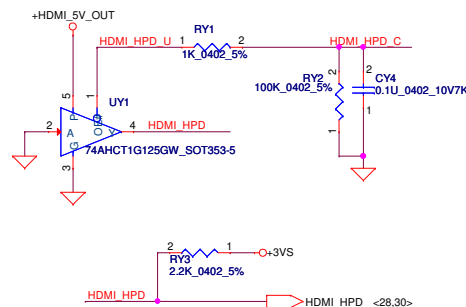 +HDMI_5V_OUT
HDMI_HPD_U
RY1
1K_0402_5%
1
2
HDMI_HPD_C
RY2
100K_0402_5%
2
1
CY4
0.1U_0402_10V7K
2
1
5
1
UY1
P
OE#
2
A
Y
4
HDMI_HPD
G
74AHCT1G125GW_SOT353-5
3
2
1
+3VS
RY3
2.2K_0402_5%
HDMI_HPD
HDMI_HPD <28,30>